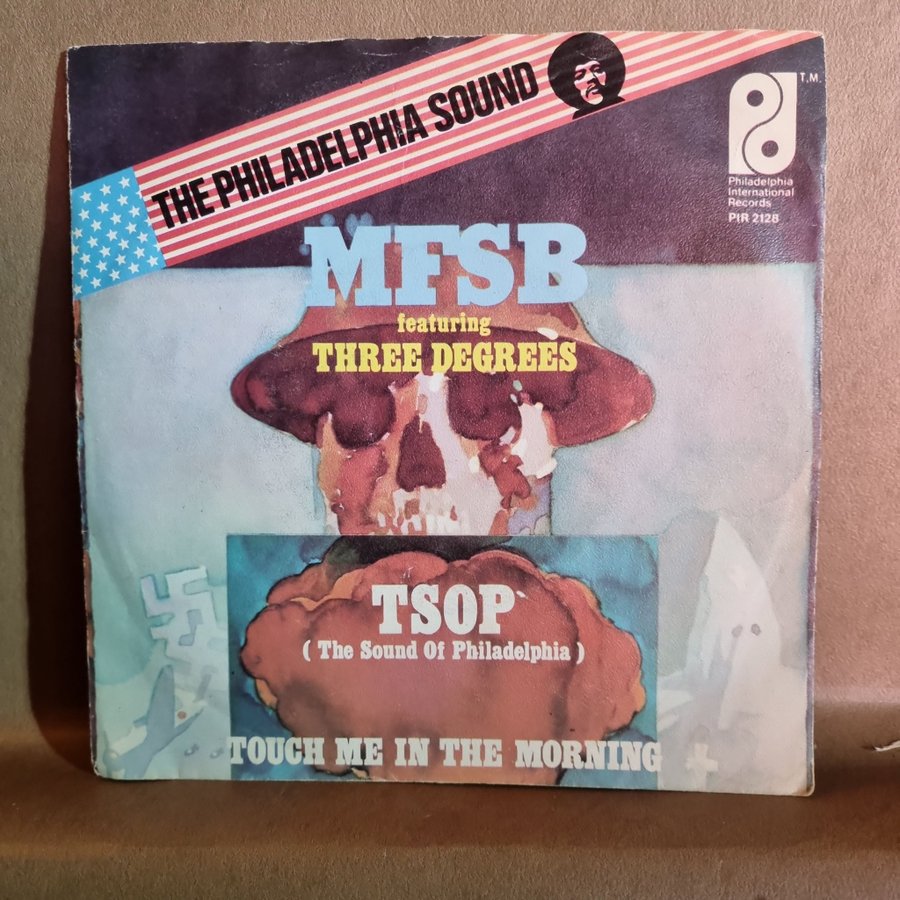 THE PHILADELPHIA SOUND
T.M.
Philadelphia
International
Records
PIR 2128
MFSB
featuring
THREE DEGREES
TSOP
( The Sound Of Philadelphia )
TOUCH ME IN THE MORNING